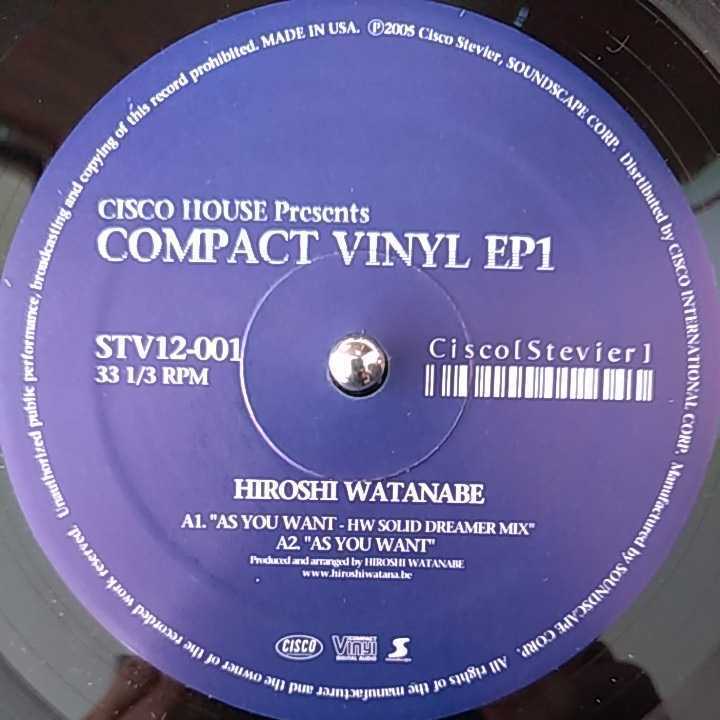 CISCO HOUSE Presents
COMPACT VINYL EP1
STV12-001
33 1/3 RPM
Cisco[Stevier]
HIROSHI WATANABE
A1. "AS YOU WANT - HW SOLID DREAMER MIX"
A2. "AS YOU WANT"
Produced and arranged by HIROSHI WATANABE
www.hiroshiwatana.be
CISCO
COMPACT
Vinyl
DIGITAL AUDIO
S
℗2005 Cisco Stevier, SOUNDSCAPE CORP. Disrtributed by CISCO INTERNATIONAL CORP. Manufactured by SOUNDSCAPE CORP. All rights of the manufacturer and the owner of the recorded work reserved. Unauthorized public performance, broadcasting and copying of this record prohibited. MADE IN USA.